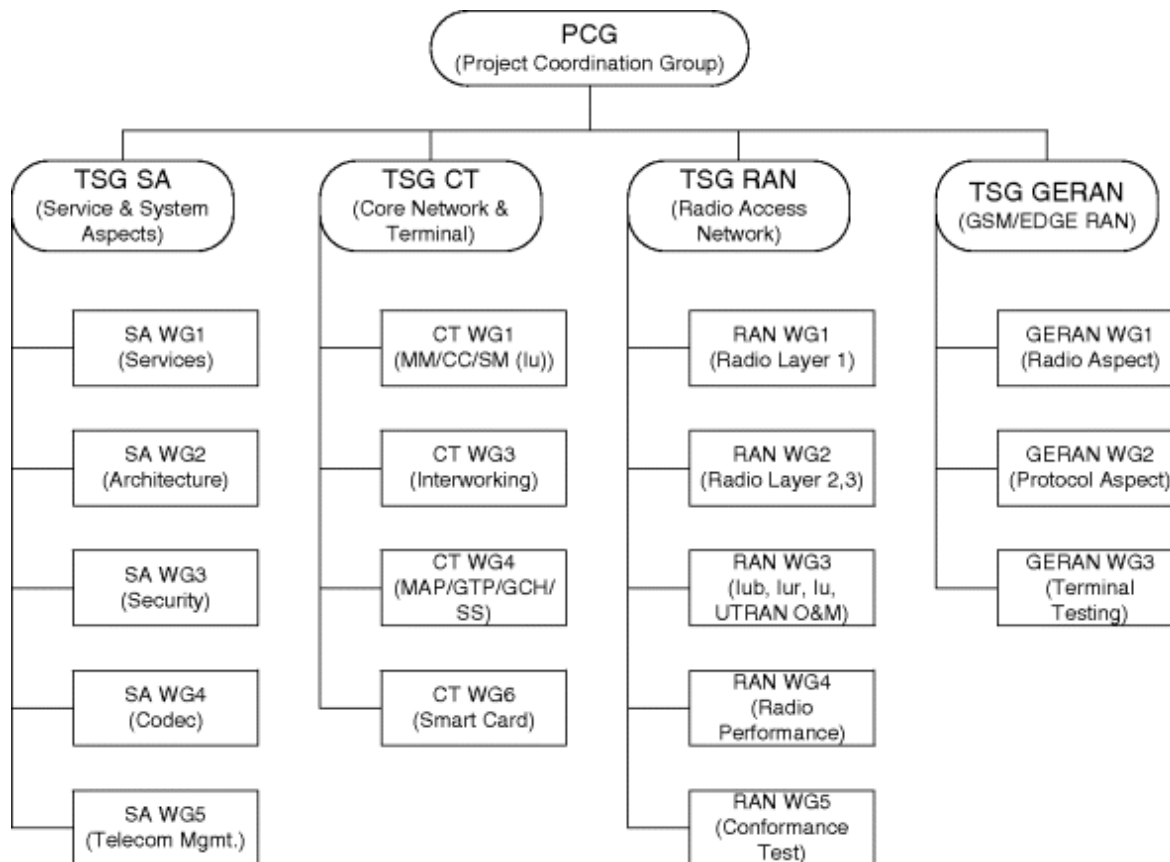 PCG
(Project Coordination Group)
TSG SA
(Service & System
Aspects)
TSG CT
(Core Network &
Terminal)
TSG RAN
(Radio Access
Network)
TSG GERAN
(GSM/EDGE RAN)
SA WG1
(Services)
CT WG1
(MM/CC/SM (Iu))
RAN WG1
(Radio Layer 1)
GERAN WG1
(Radio Aspect)
SA WG2
(Architecture)
CT WG3
(Interworking)
RAN WG2
(Radio Layer 2,3)
GERAN WG2
(Protocol Aspect)
SA WG3
(Security)
CT WG4
(MAP/GTP/GCH/
SS)
RAN WG3
(Iub, Iur, Iu,
UTRAN O&M)
GERAN WG3
(Terminal
Testing)
SA WG4
(Codec)
CT WG6
(Smart Card)
RAN WG4
(Radio
Performance)
SA WG5
(Telecom Mgmt.)
RAN WG5
(Conformance
Test)